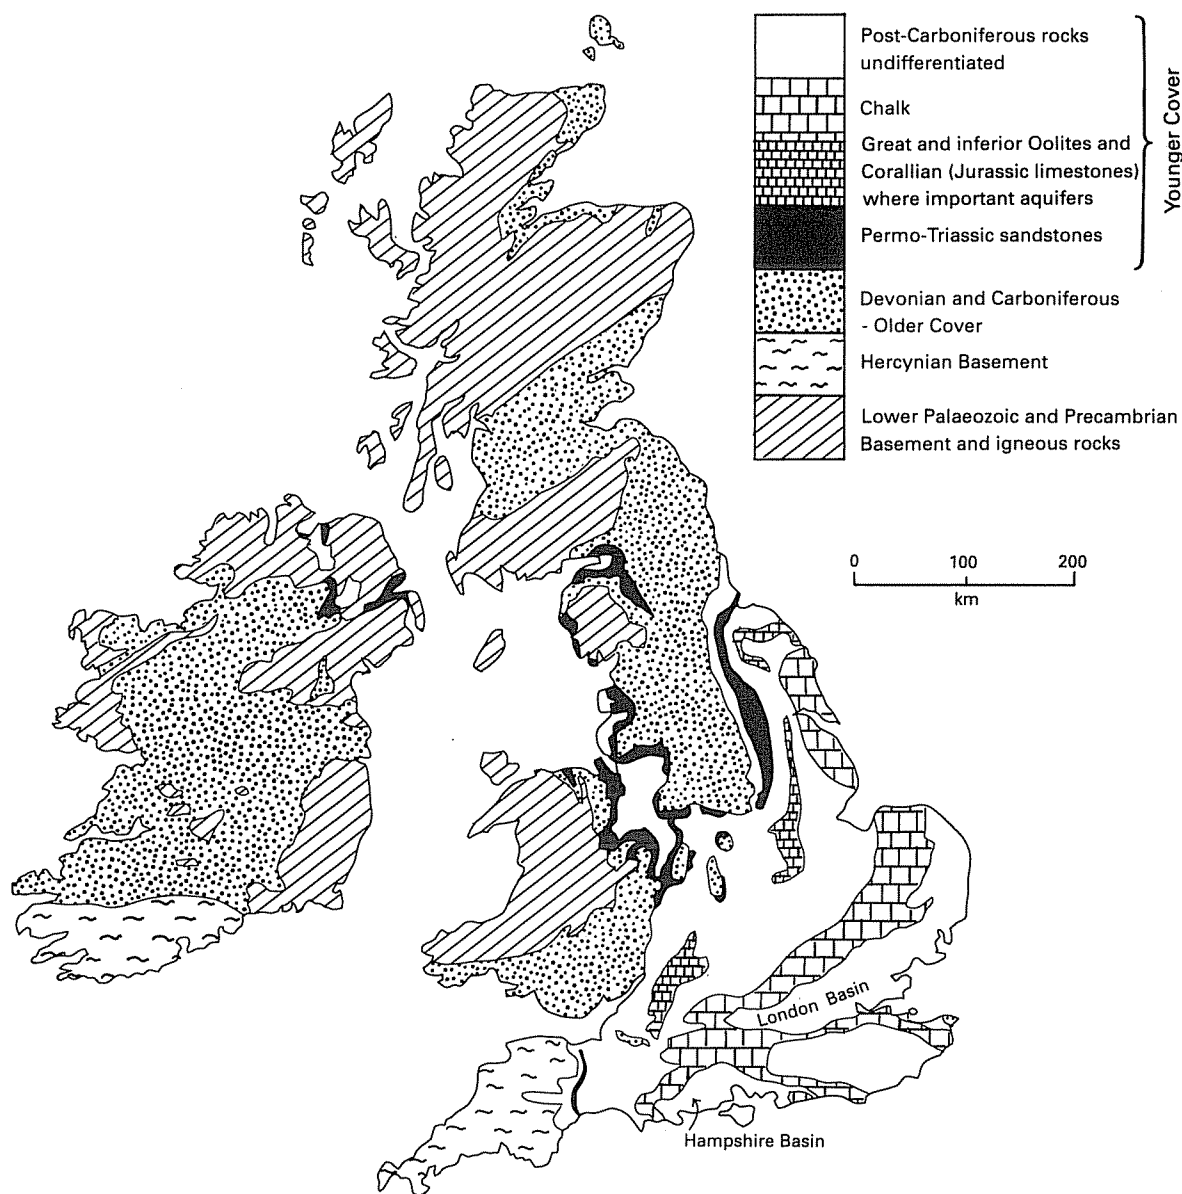 Post-Carboniferous rocks
undifferentiated
Chalk
Great and inferior Oolites and
Corallian (Jurassic limestones)
where important aquifers
Permo-Triassic sandstones
Younger Cover
Devonian and Carboniferous
- Older Cover
Hercynian Basement
Lower Palaeozoic and Precambrian
Basement and igneous rocks
0 100 200
km
London Basin
Hampshire Basin